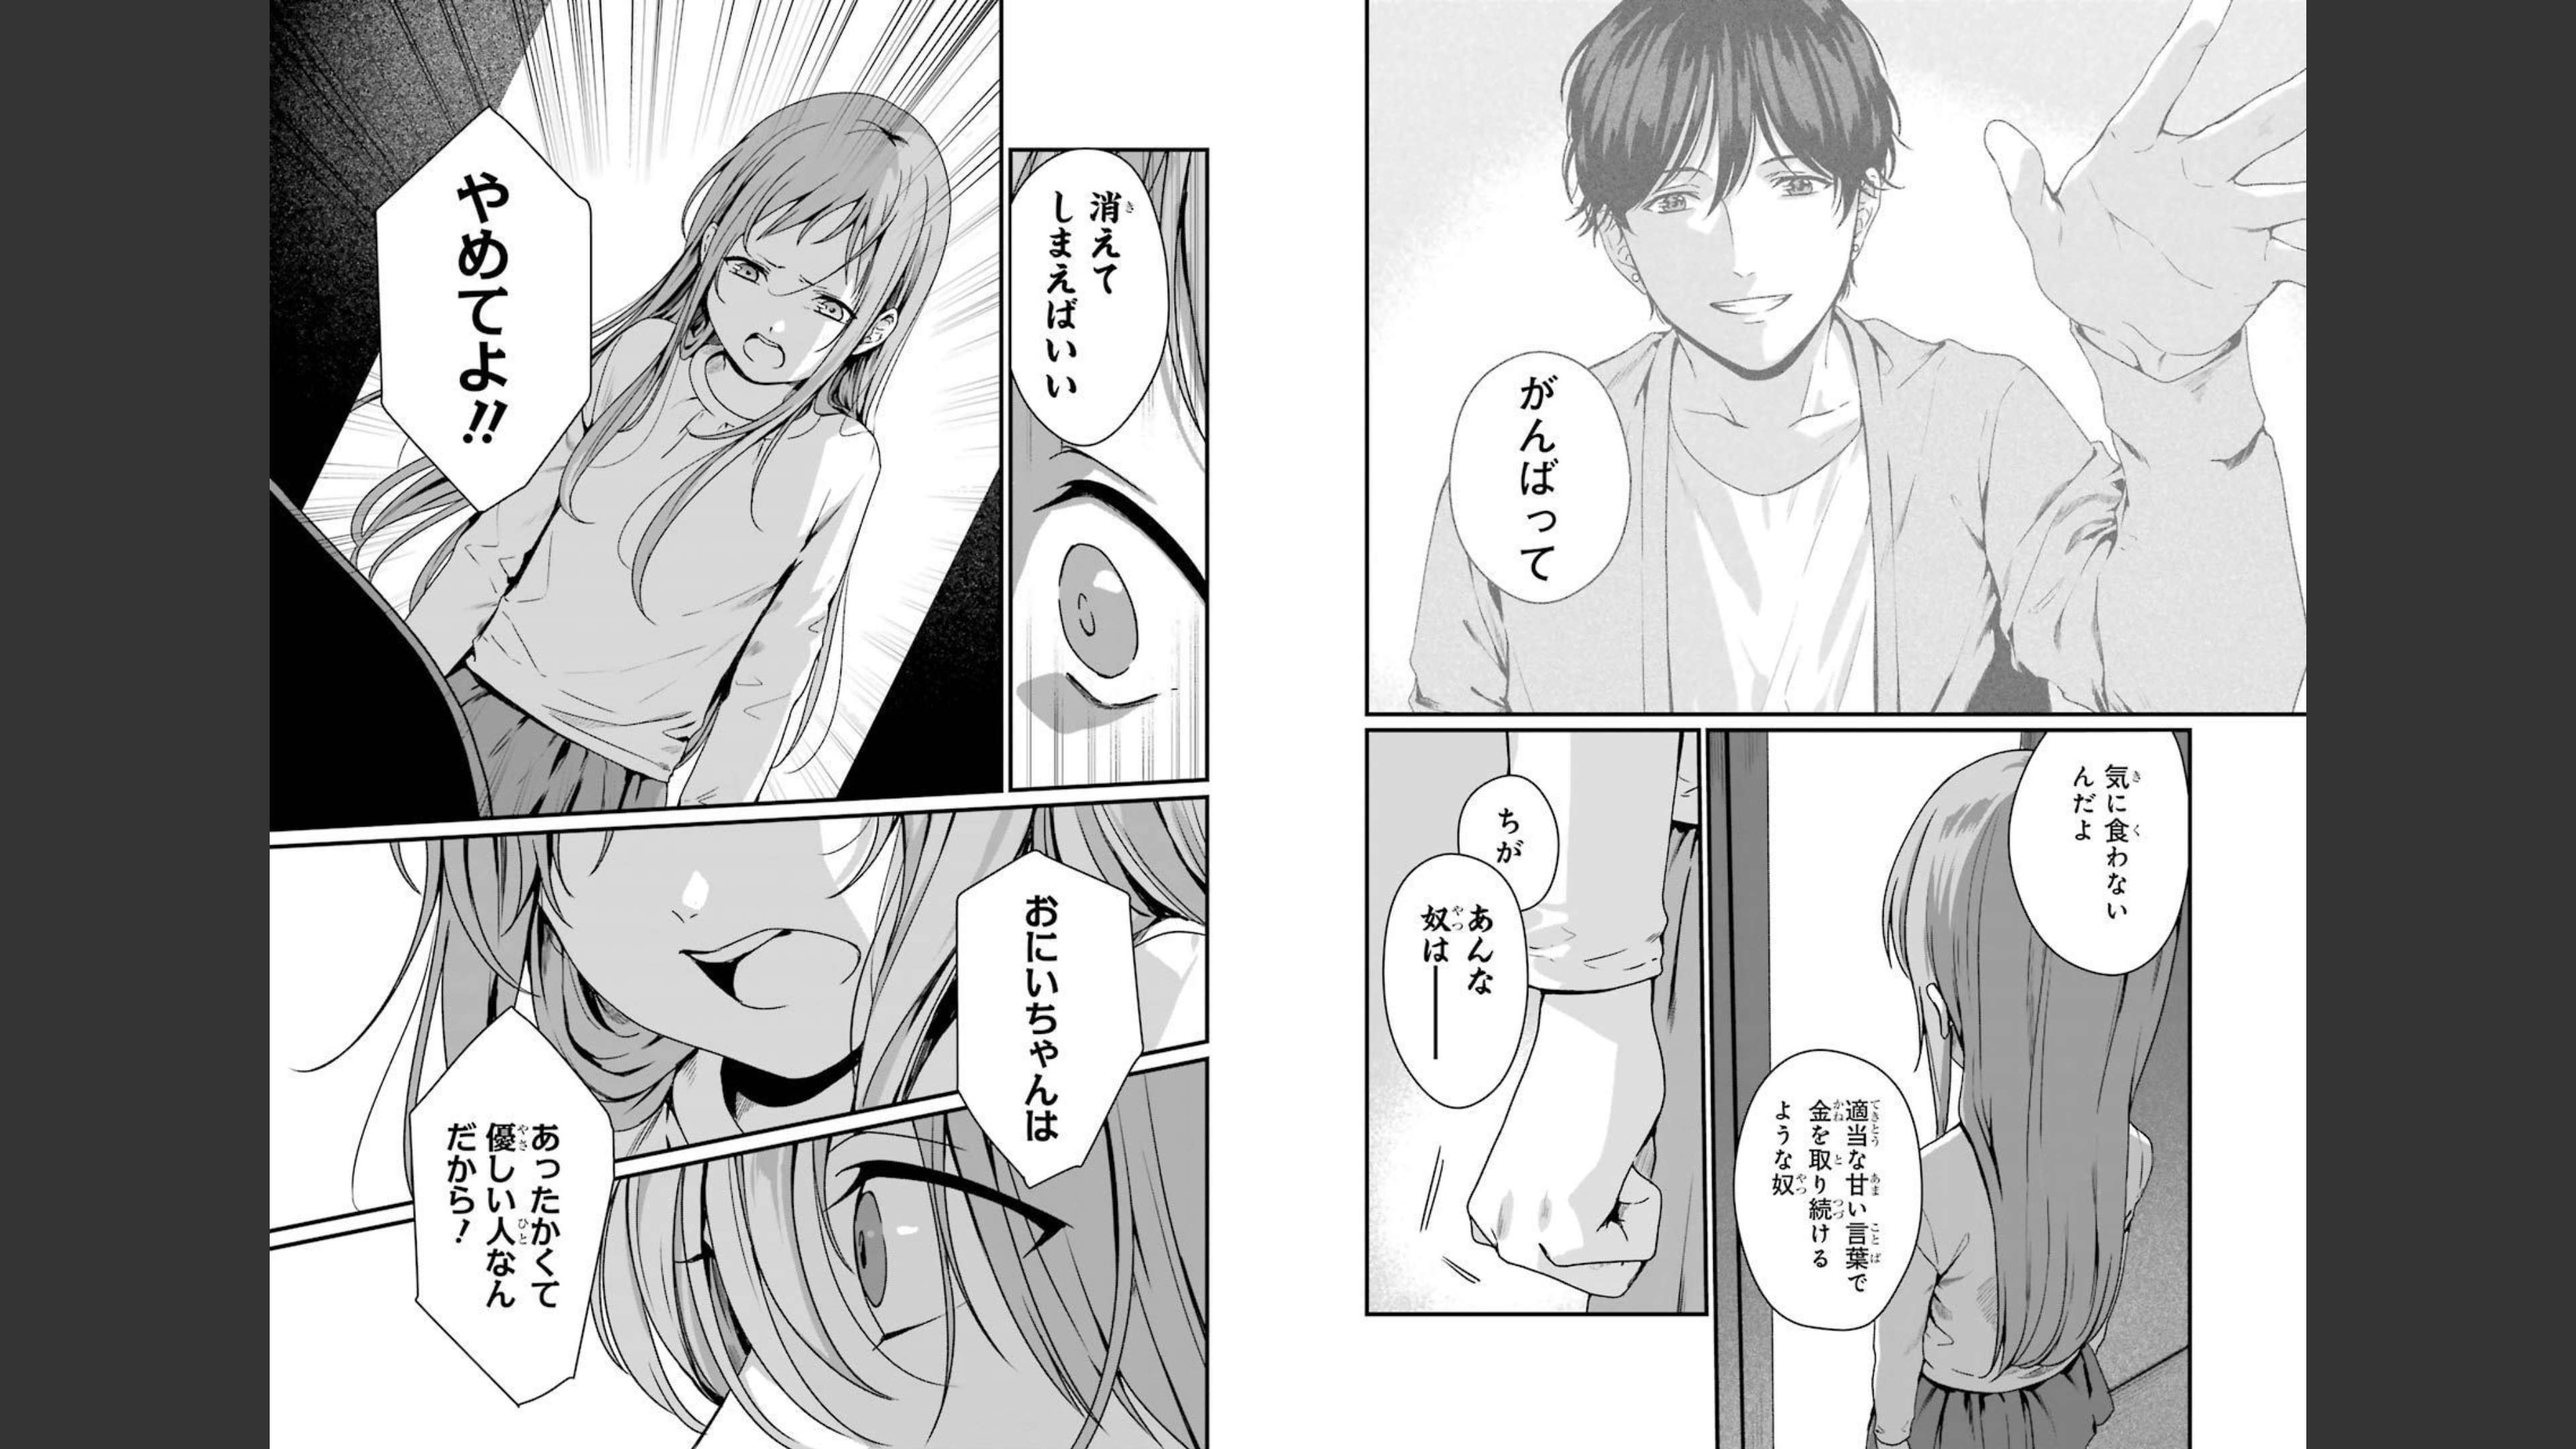 がんばって
気に食わない
んだよ
適当な甘い言葉で
金を取り続ける
ような奴
ちが
あんな
奴は――
消えて
しまえばいい
やめてよ!!
おにいちゃんは
あったかくて
優しい人なん
だから!